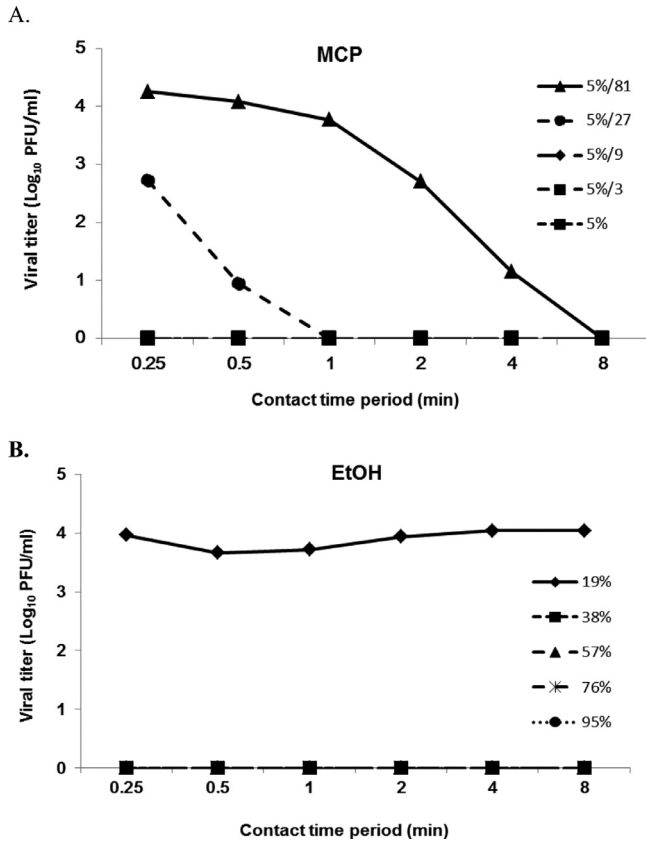 A.
MCP
5
4
3
2
1
0
Viral titer (Log10 PFU/ml)
5%/81
5%/27
5%/9
5%/3
5%
0.25 0.5 1 2 4 8
Contact time period (min)
B.
EtOH
5
4
3
2
1
0
Viral titer (Log10 PFU/ml)
19%
38%
57%
76%
95%
0.25 0.5 1 2 4 8
Contact time period (min)